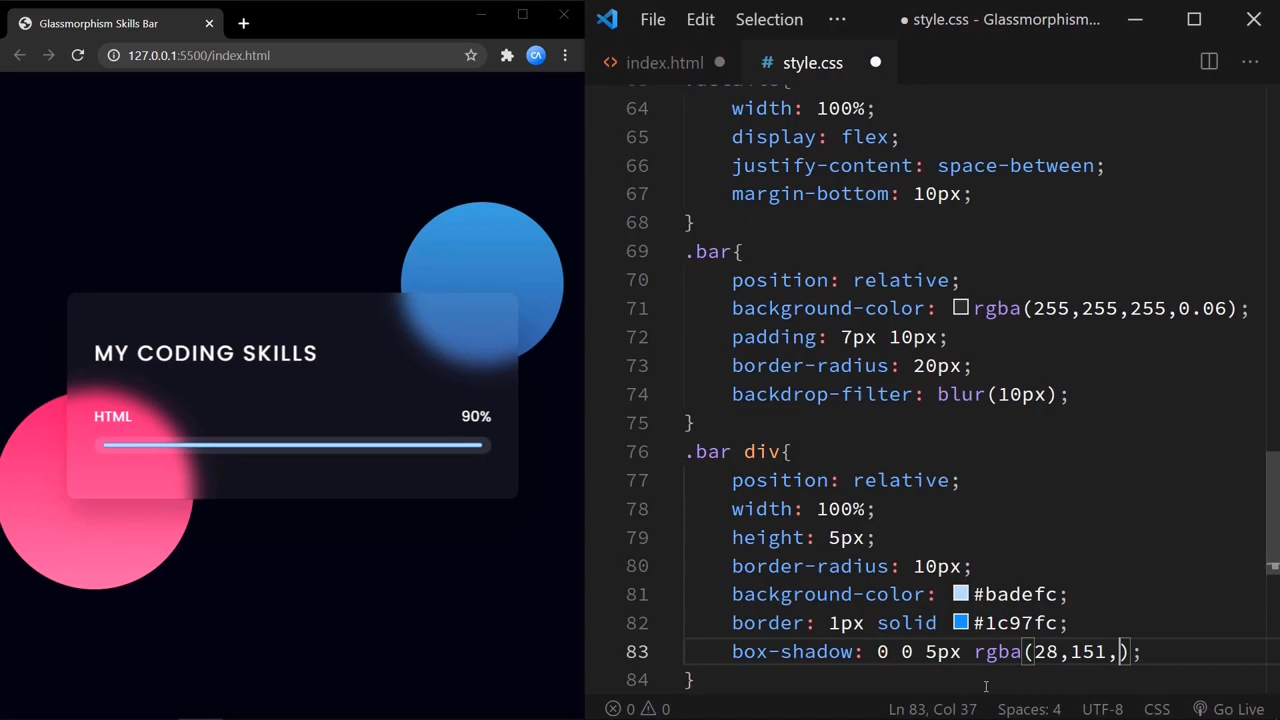 Glassmorphism Skills Bar
127.0.0.1:5500/index.html
MY CODING SKILLS
HTML 90%
File Edit Selection ··· ● style.css - Glassmorphism...
index.html ● # style.css ●
64 width: 100%;
65 display: flex;
66 justify-content: space-between;
67 margin-bottom: 10px;
68 }
69 .bar{
70 position: relative;
71 background-color: rgba(255,255,255,0.06);
72 padding: 7px 10px;
73 border-radius: 20px;
74 backdrop-filter: blur(10px);
75 }
76 .bar div{
77 position: relative;
78 width: 100%;
79 height: 5px;
80 border-radius: 10px;
81 background-color: #badefc;
82 border: 1px solid #1c97fc;
83 box-shadow: 0 0 5px rgba(28,151,);
84 }
0 0 Ln 83, Col 37 Spaces: 4 UTF-8 CSS Go Live